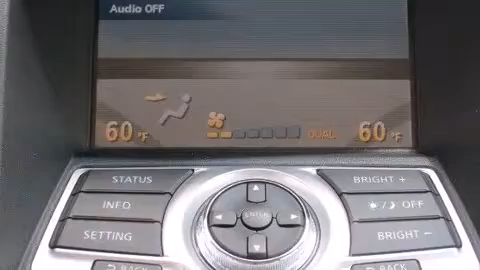 Audio OFF
60°F
DUAL
60°F
STATUS
BRIGHT +
INFO
ENTER
OFF
SETTING
BRIGHT -
BACK
BACK